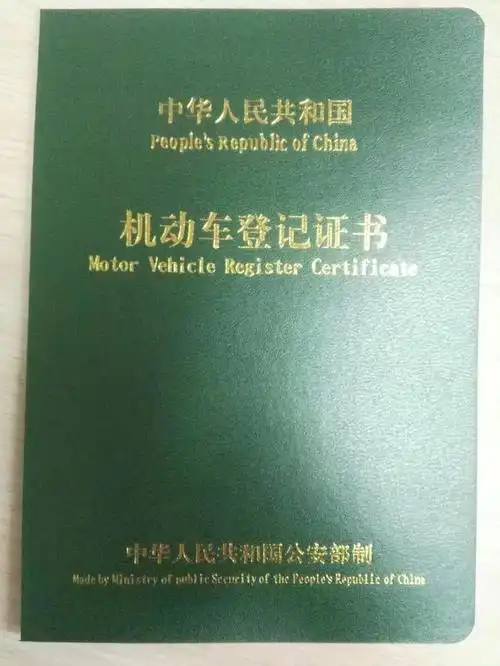 中华人民共和国
People's Republic of China
机动车登记证书
Motor Vehicle Register Certificate
中华人民共和国公安部制
Made by Ministry of public Security of the People's Republic of China